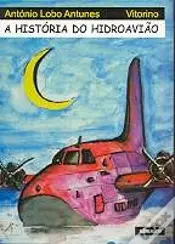 António Lobo Antunes Vitorino
A HISTÓRIA DO HIDROAVIÃO